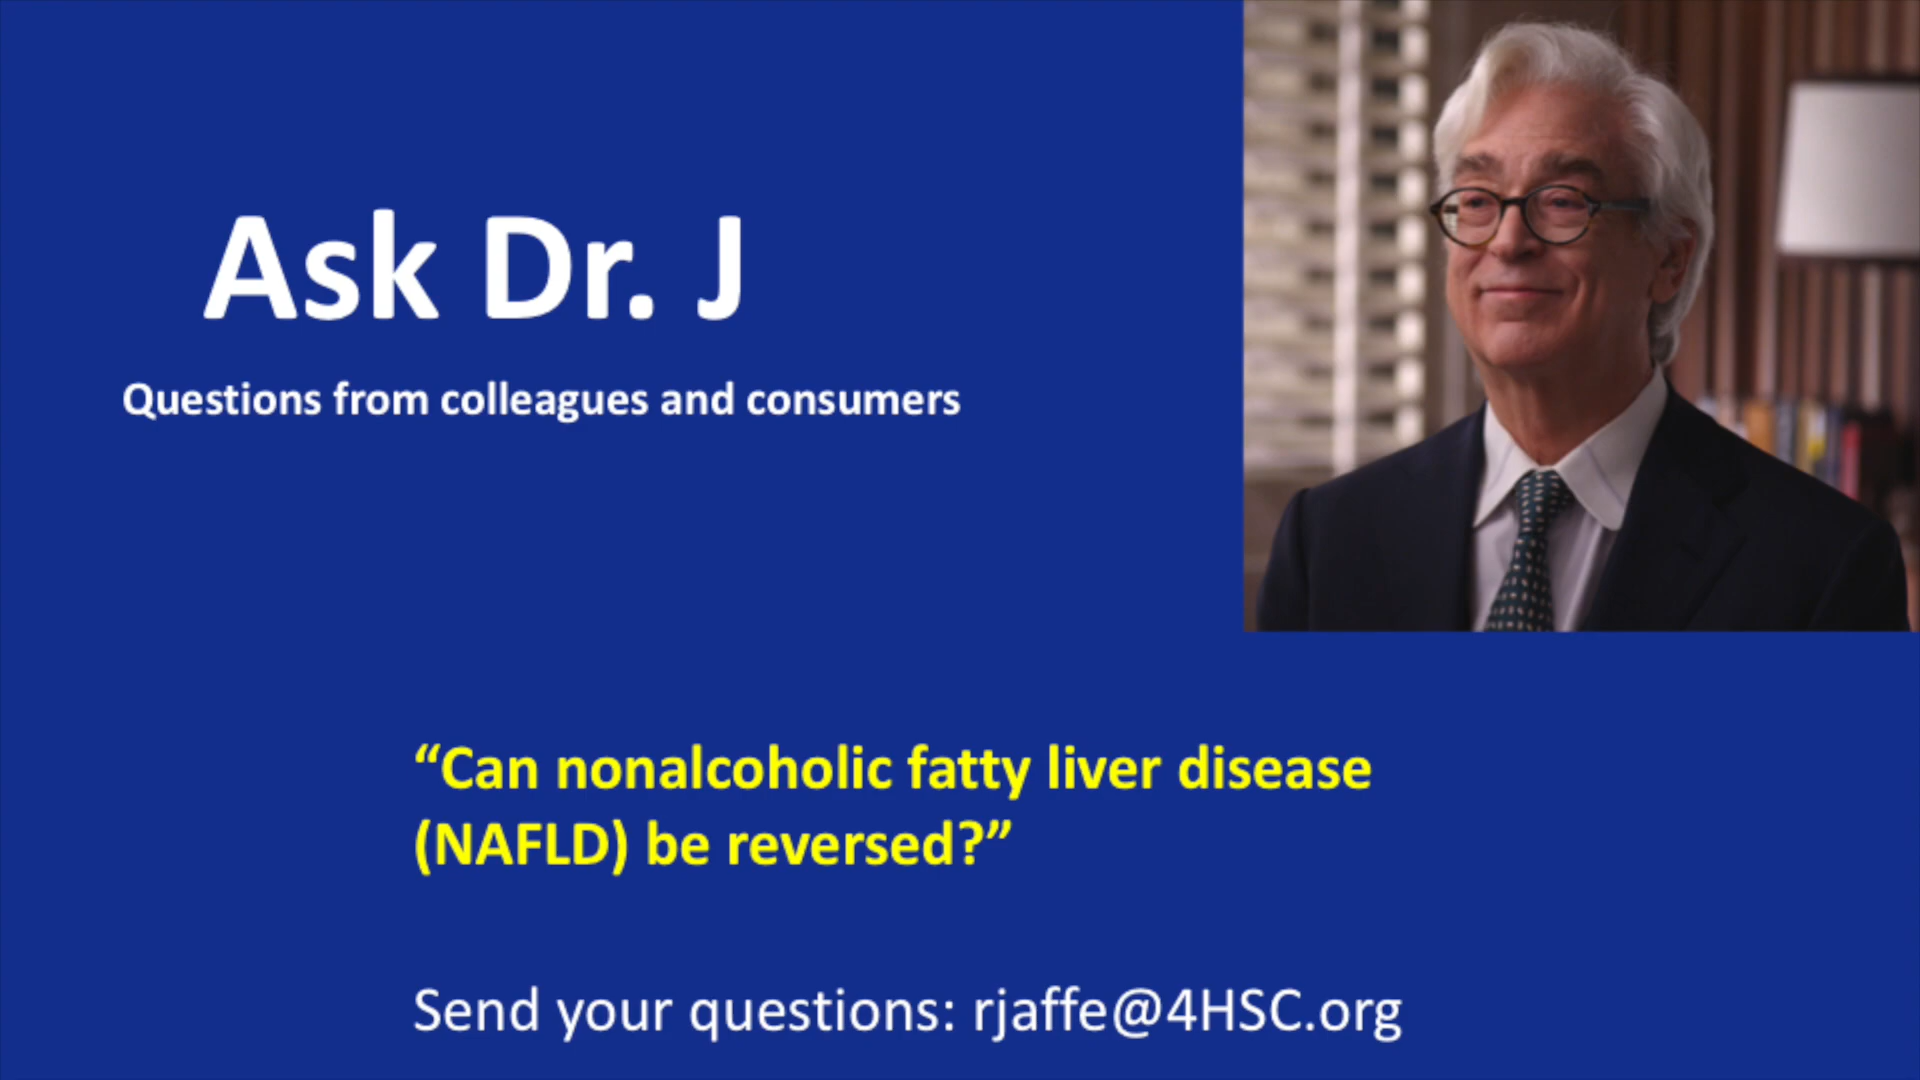 Ask Dr. J
Questions from colleagues and consumers
“Can nonalcoholic fatty liver disease
(NAFLD) be reversed?”
Send your questions: rjaffe@4HSC.org